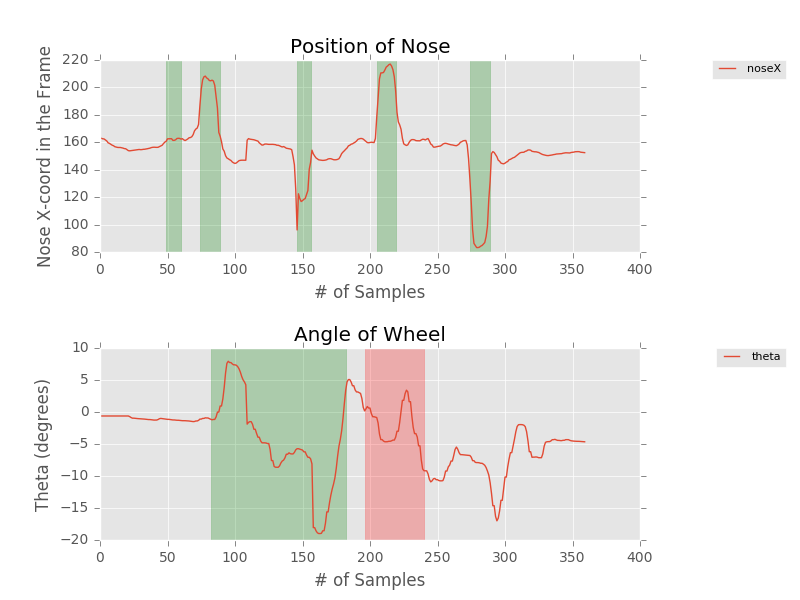 Position of Nose
220
200
180
160
140
120
100
80
Nose X-coord in the Frame
0 50 100 150 200 250 300 350 400
# of Samples
noseX
Angle of Wheel
10
5
0
−5
−10
−15
−20
Theta (degrees)
0 50 100 150 200 250 300 350 400
# of Samples
theta